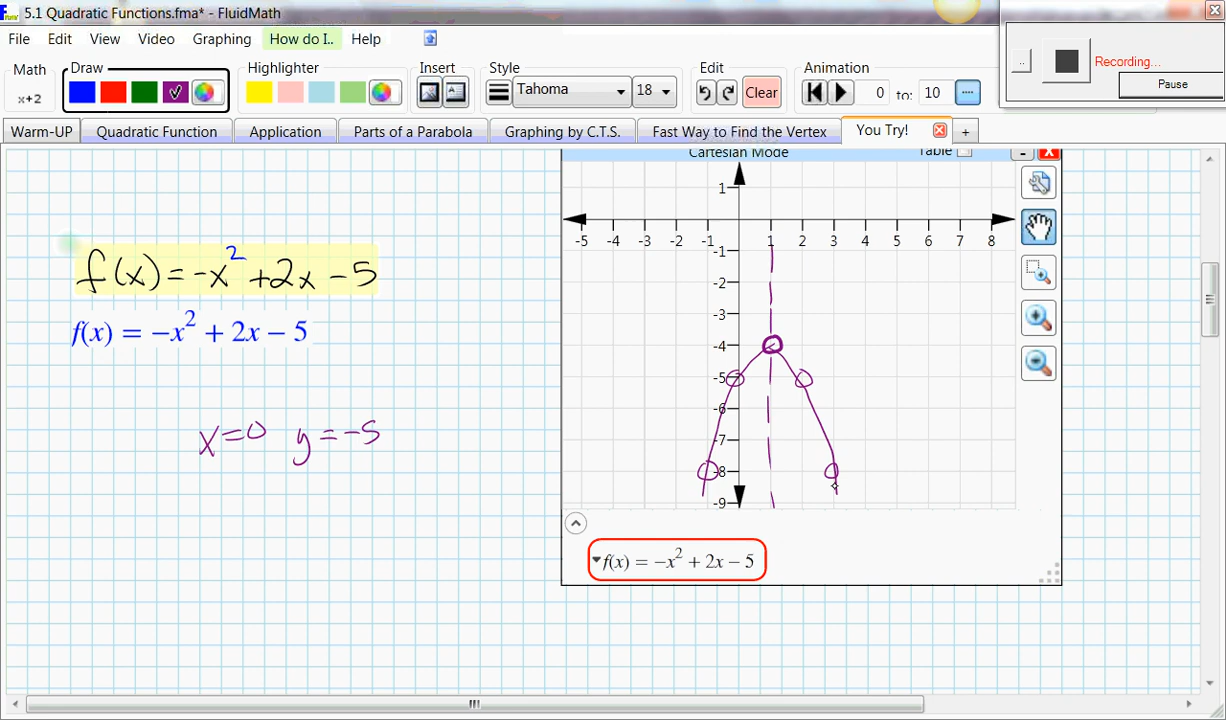 5.1 Quadratic Functions.fma* - FluidMath
File Edit View Video Graphing How do I.. Help
Math Draw Highlighter Insert Style Edit Animation
x+2 Tahoma 18 Clear 0 to: 10
.. Recording...
Pause
Warm-UP Quadratic Function Application Parts of a Parabola Graphing by C.T.S. Fast Way to Find the Vertex You Try! +
Cartesian Mode Table
f(x) = -x² +2x -5
f(x) = −x² + 2x − 5
x=0 y=-5
1
-5 -4 -3 -2 -1 1 2 3 4 5 6 7 8
-1
-2
-3
-4
-5
-6
-7
-8
-9
f(x) = −x² + 2x − 5